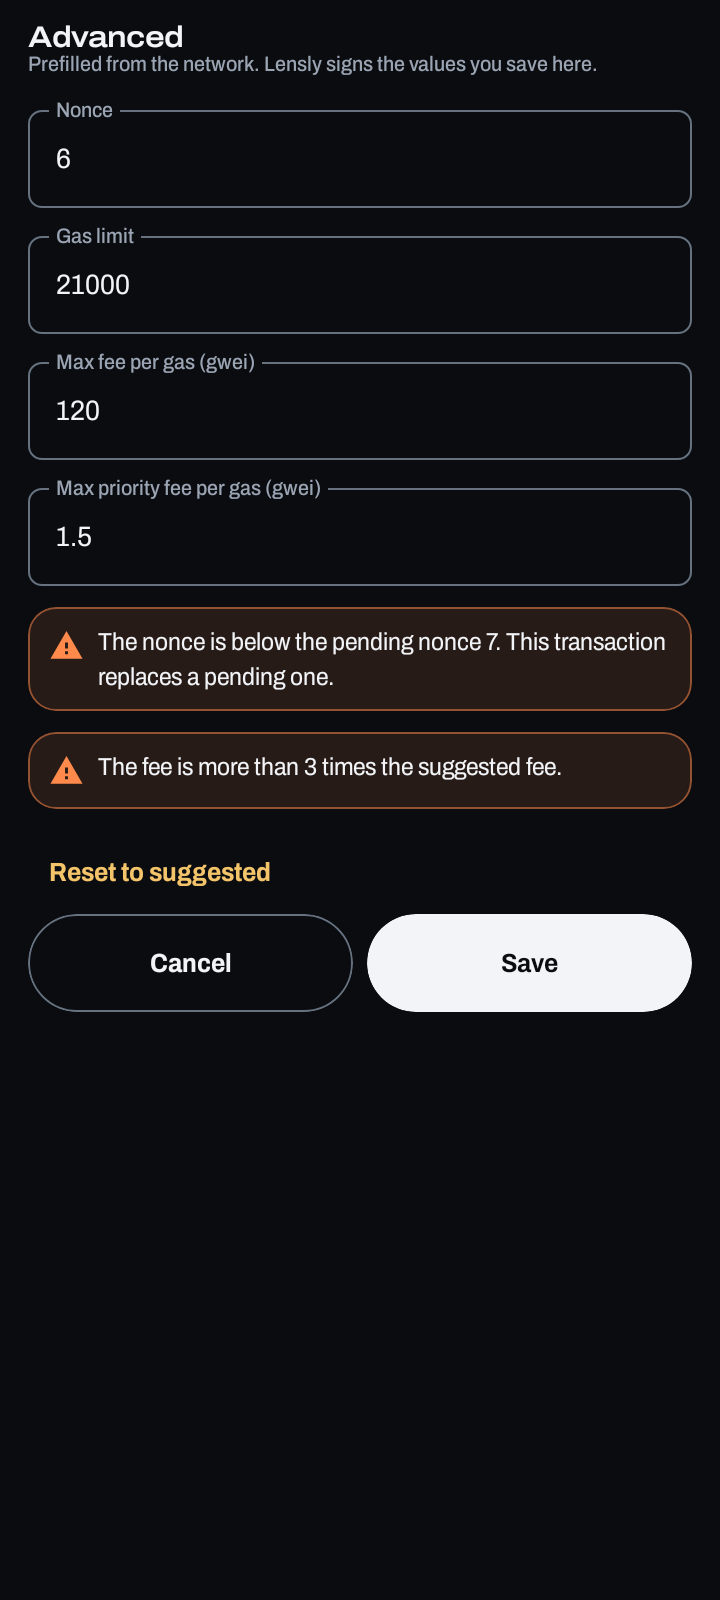 Advanced
Prefilled from the network. Lensly signs the values you save here.
Nonce
6
Gas limit
21000
Max fee per gas (gwei)
120
Max priority fee per gas (gwei)
1.5
The nonce is below the pending nonce 7. This transaction
replaces a pending one.
The fee is more than 3 times the suggested fee.
Reset to suggested
Cancel
Save